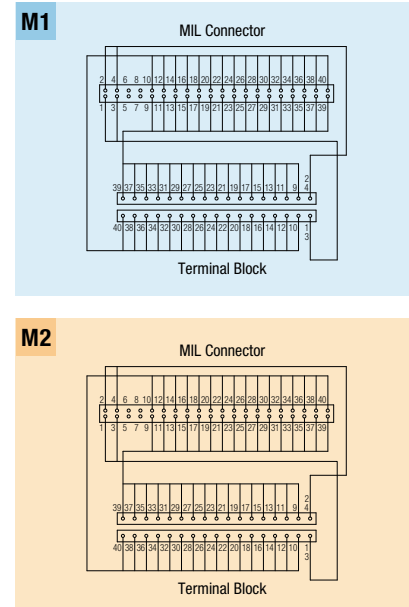 M1
MIL Connector
2 4 6 8 10 12 14 16 18 20 22 24 26 28 30 32 34 36 38 40
1 3 5 7 9 11 13 15 17 19 21 23 25 27 29 31 33 35 37 39
2
39 37 35 33 31 29 27 25 23 21 19 17 15 13 11 9 4
40 38 36 34 32 30 28 26 24 22 20 18 16 14 12 10 1
3
Terminal Block
M2
MIL Connector
2 4 6 8 10 12 14 16 18 20 22 24 26 28 30 32 34 36 38 40
1 3 5 7 9 11 13 15 17 19 21 23 25 27 29 31 33 35 37 39
2
39 37 35 33 31 29 27 25 23 21 19 17 15 13 11 9 4
40 38 36 34 32 30 28 26 24 22 20 18 16 14 12 10 1
3
Terminal Block